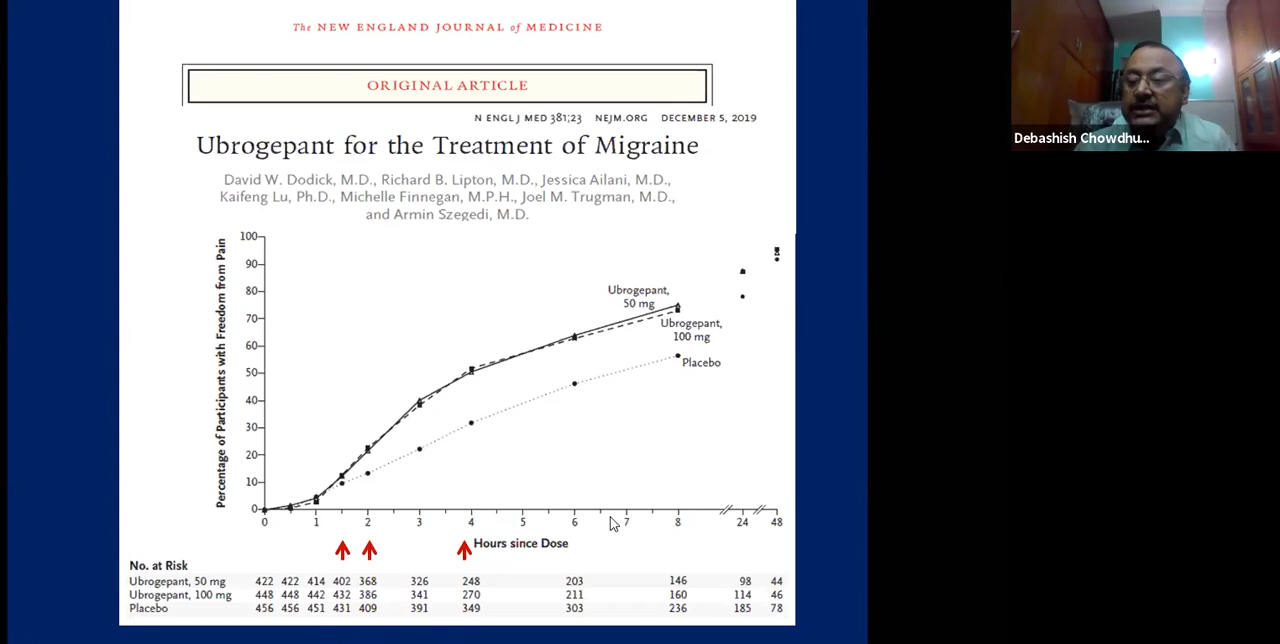 The NEW ENGLAND JOURNAL of MEDICINE
ORIGINAL ARTICLE
N ENGL J MED 381;23 NEJM.ORG DECEMBER 5, 2019
Ubrogepant for the Treatment of Migraine
David W. Dodick, M.D., Richard B. Lipton, M.D., Jessica Ailani, M.D.,
Kaifeng Lu, Ph.D., Michelle Finnegan, M.P.H., Joel M. Trugman, M.D.,
and Armin Szegedi, M.D.
Percentage of Participants with Freedom from Pain
100
90
80
70
60
50
40
30
20
10
0
Ubrogepant,
50 mg
Ubrogepant,
100 mg
Placebo
0 1 2 3 4 5 6 7 8 24 48
Hours since Dose
No. at Risk
Ubrogepant, 50 mg 422 422 414 402 368 326 248 203 146 98 44
Ubrogepant, 100 mg 448 448 442 432 386 341 270 211 160 114 46
Placebo 456 456 451 431 409 391 349 303 236 185 78
Debashish Chowdhu...